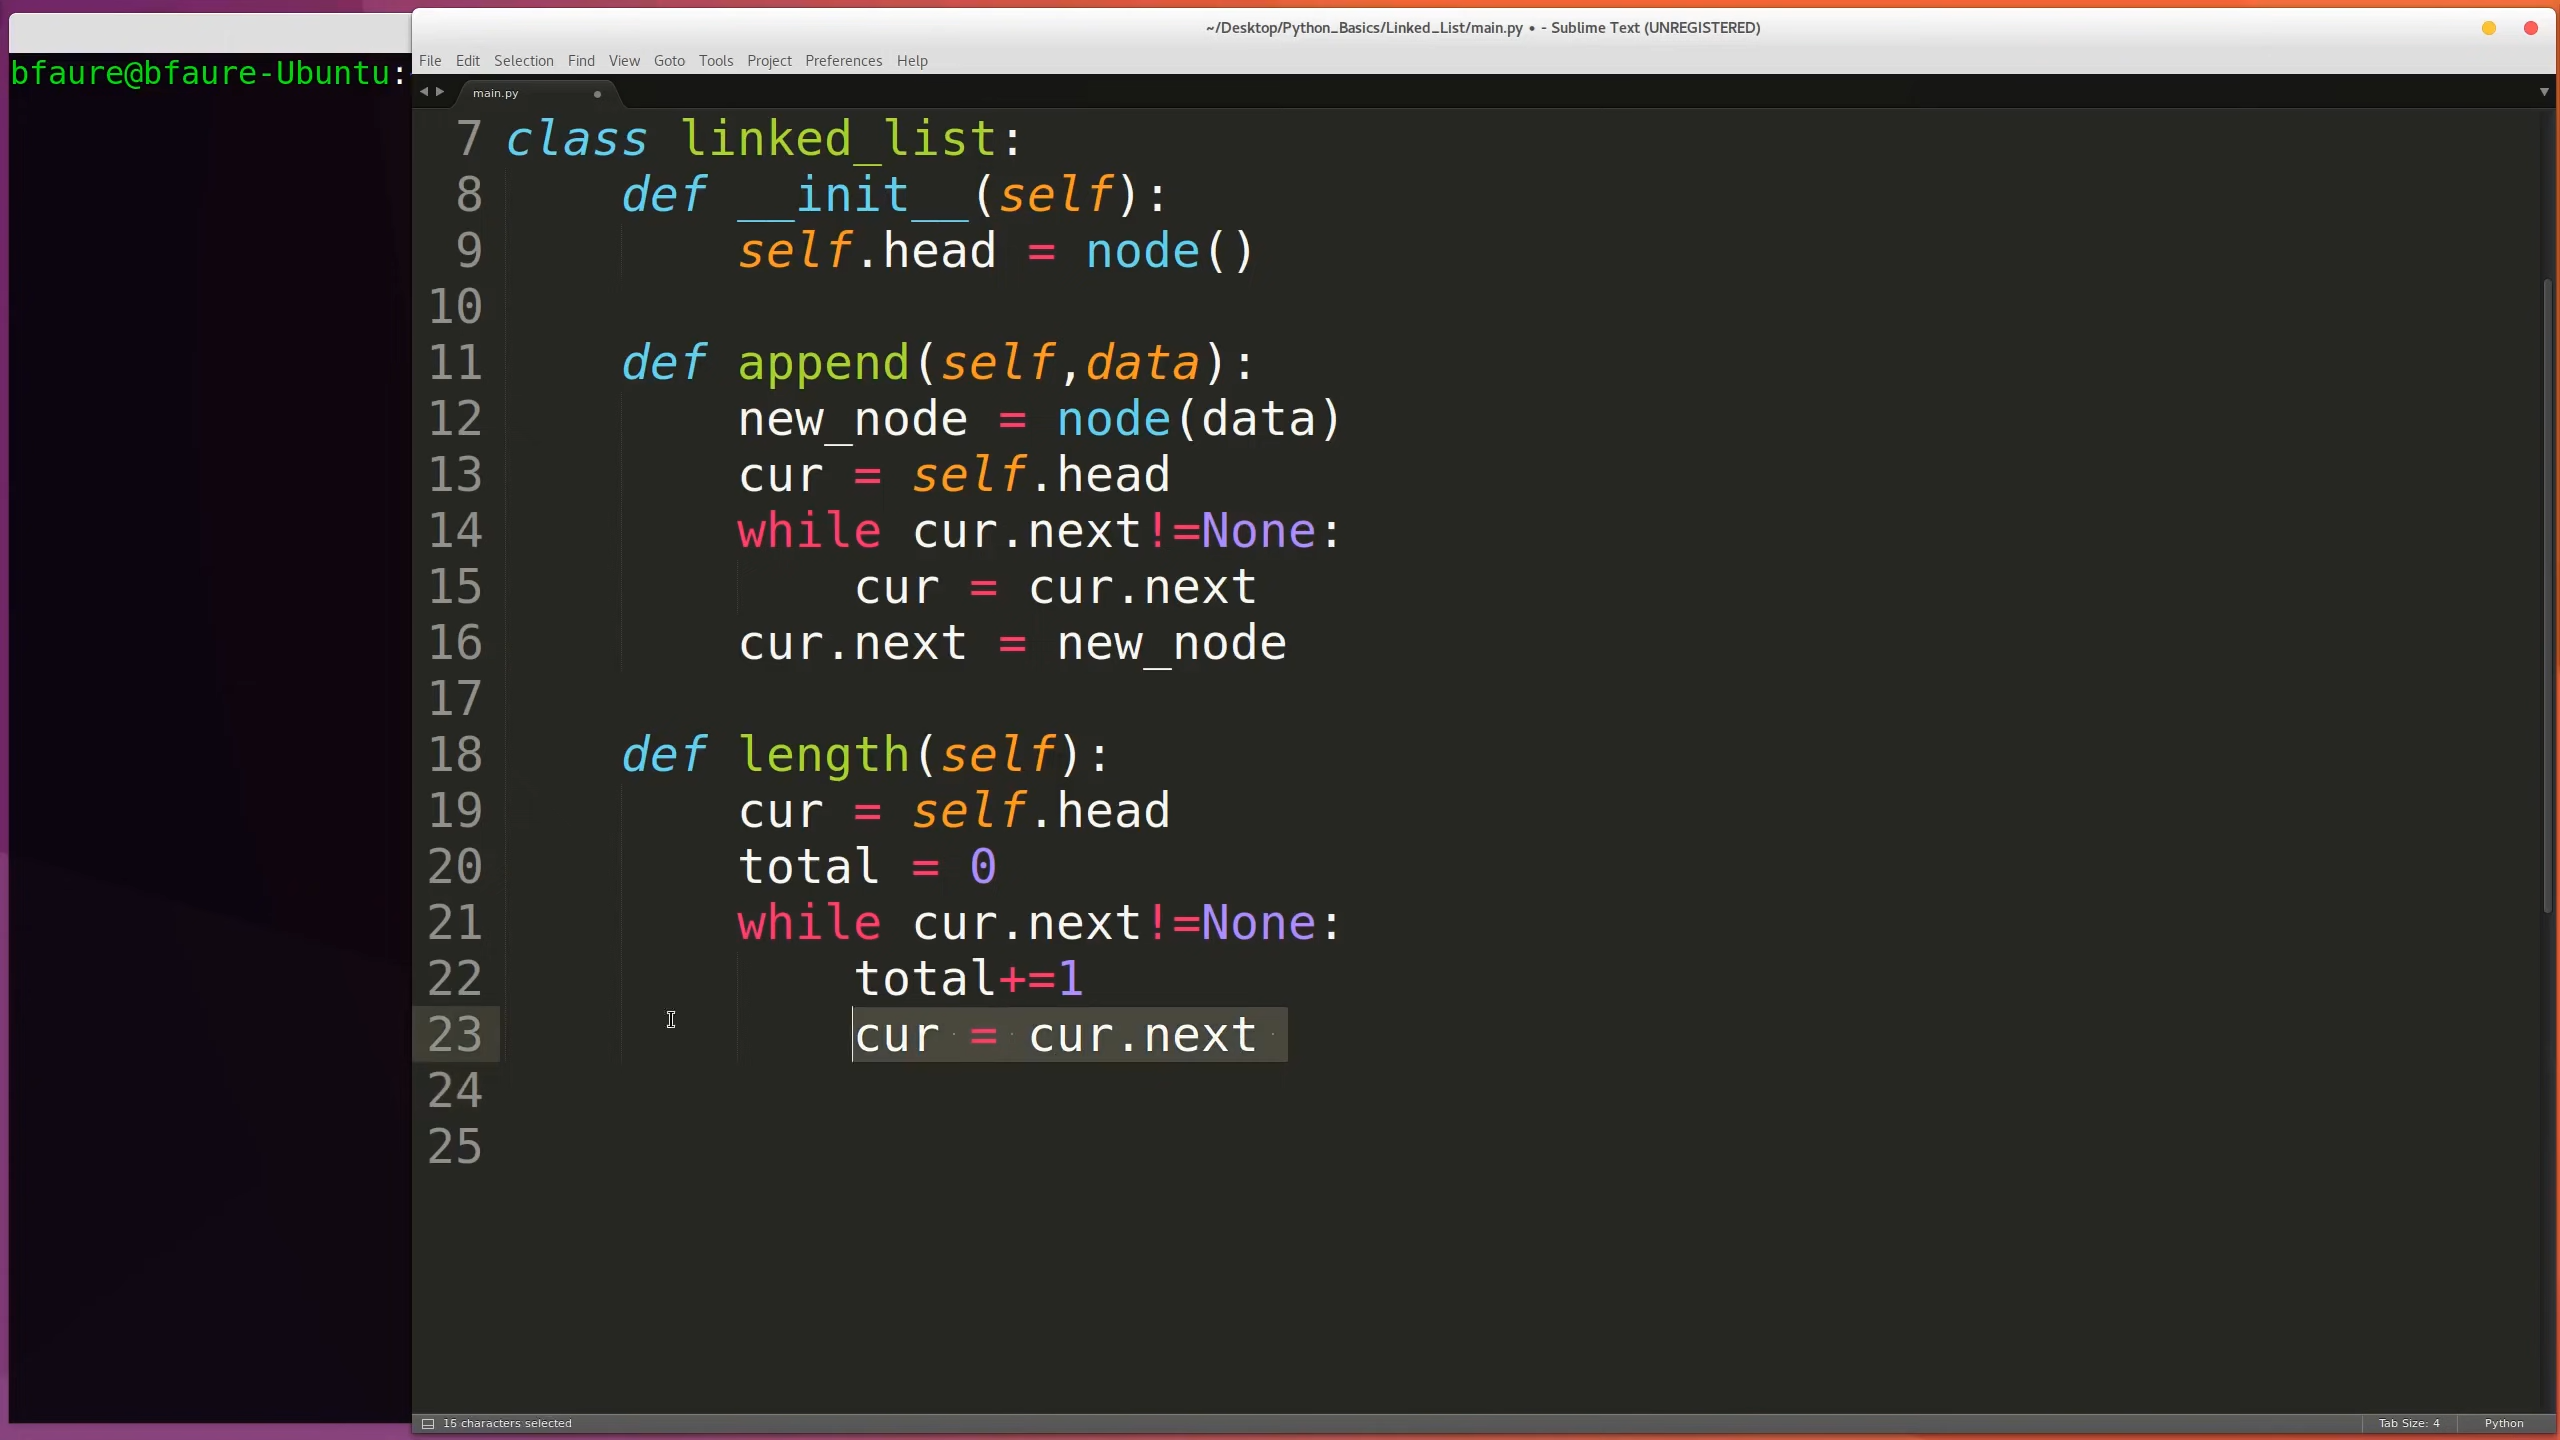 ~/Desktop/Python_Basics/Linked_List/main.py • - Sublime Text (UNREGISTERED)
File Edit Selection Find View Goto Tools Project Preferences Help
bfaure@bfaure-Ubuntu:
main.py
7 class linked_list:
8     def __init__(self):
9         self.head = node()
10
11     def append(self,data):
12         new_node = node(data)
13         cur = self.head
14         while cur.next!=None:
15             cur = cur.next
16         cur.next = new_node
17
18     def length(self):
19         cur = self.head
20         total = 0
21         while cur.next!=None:
22             total+=1
23             cur = cur.next
24
25
15 characters selected Tab Size: 4 Python